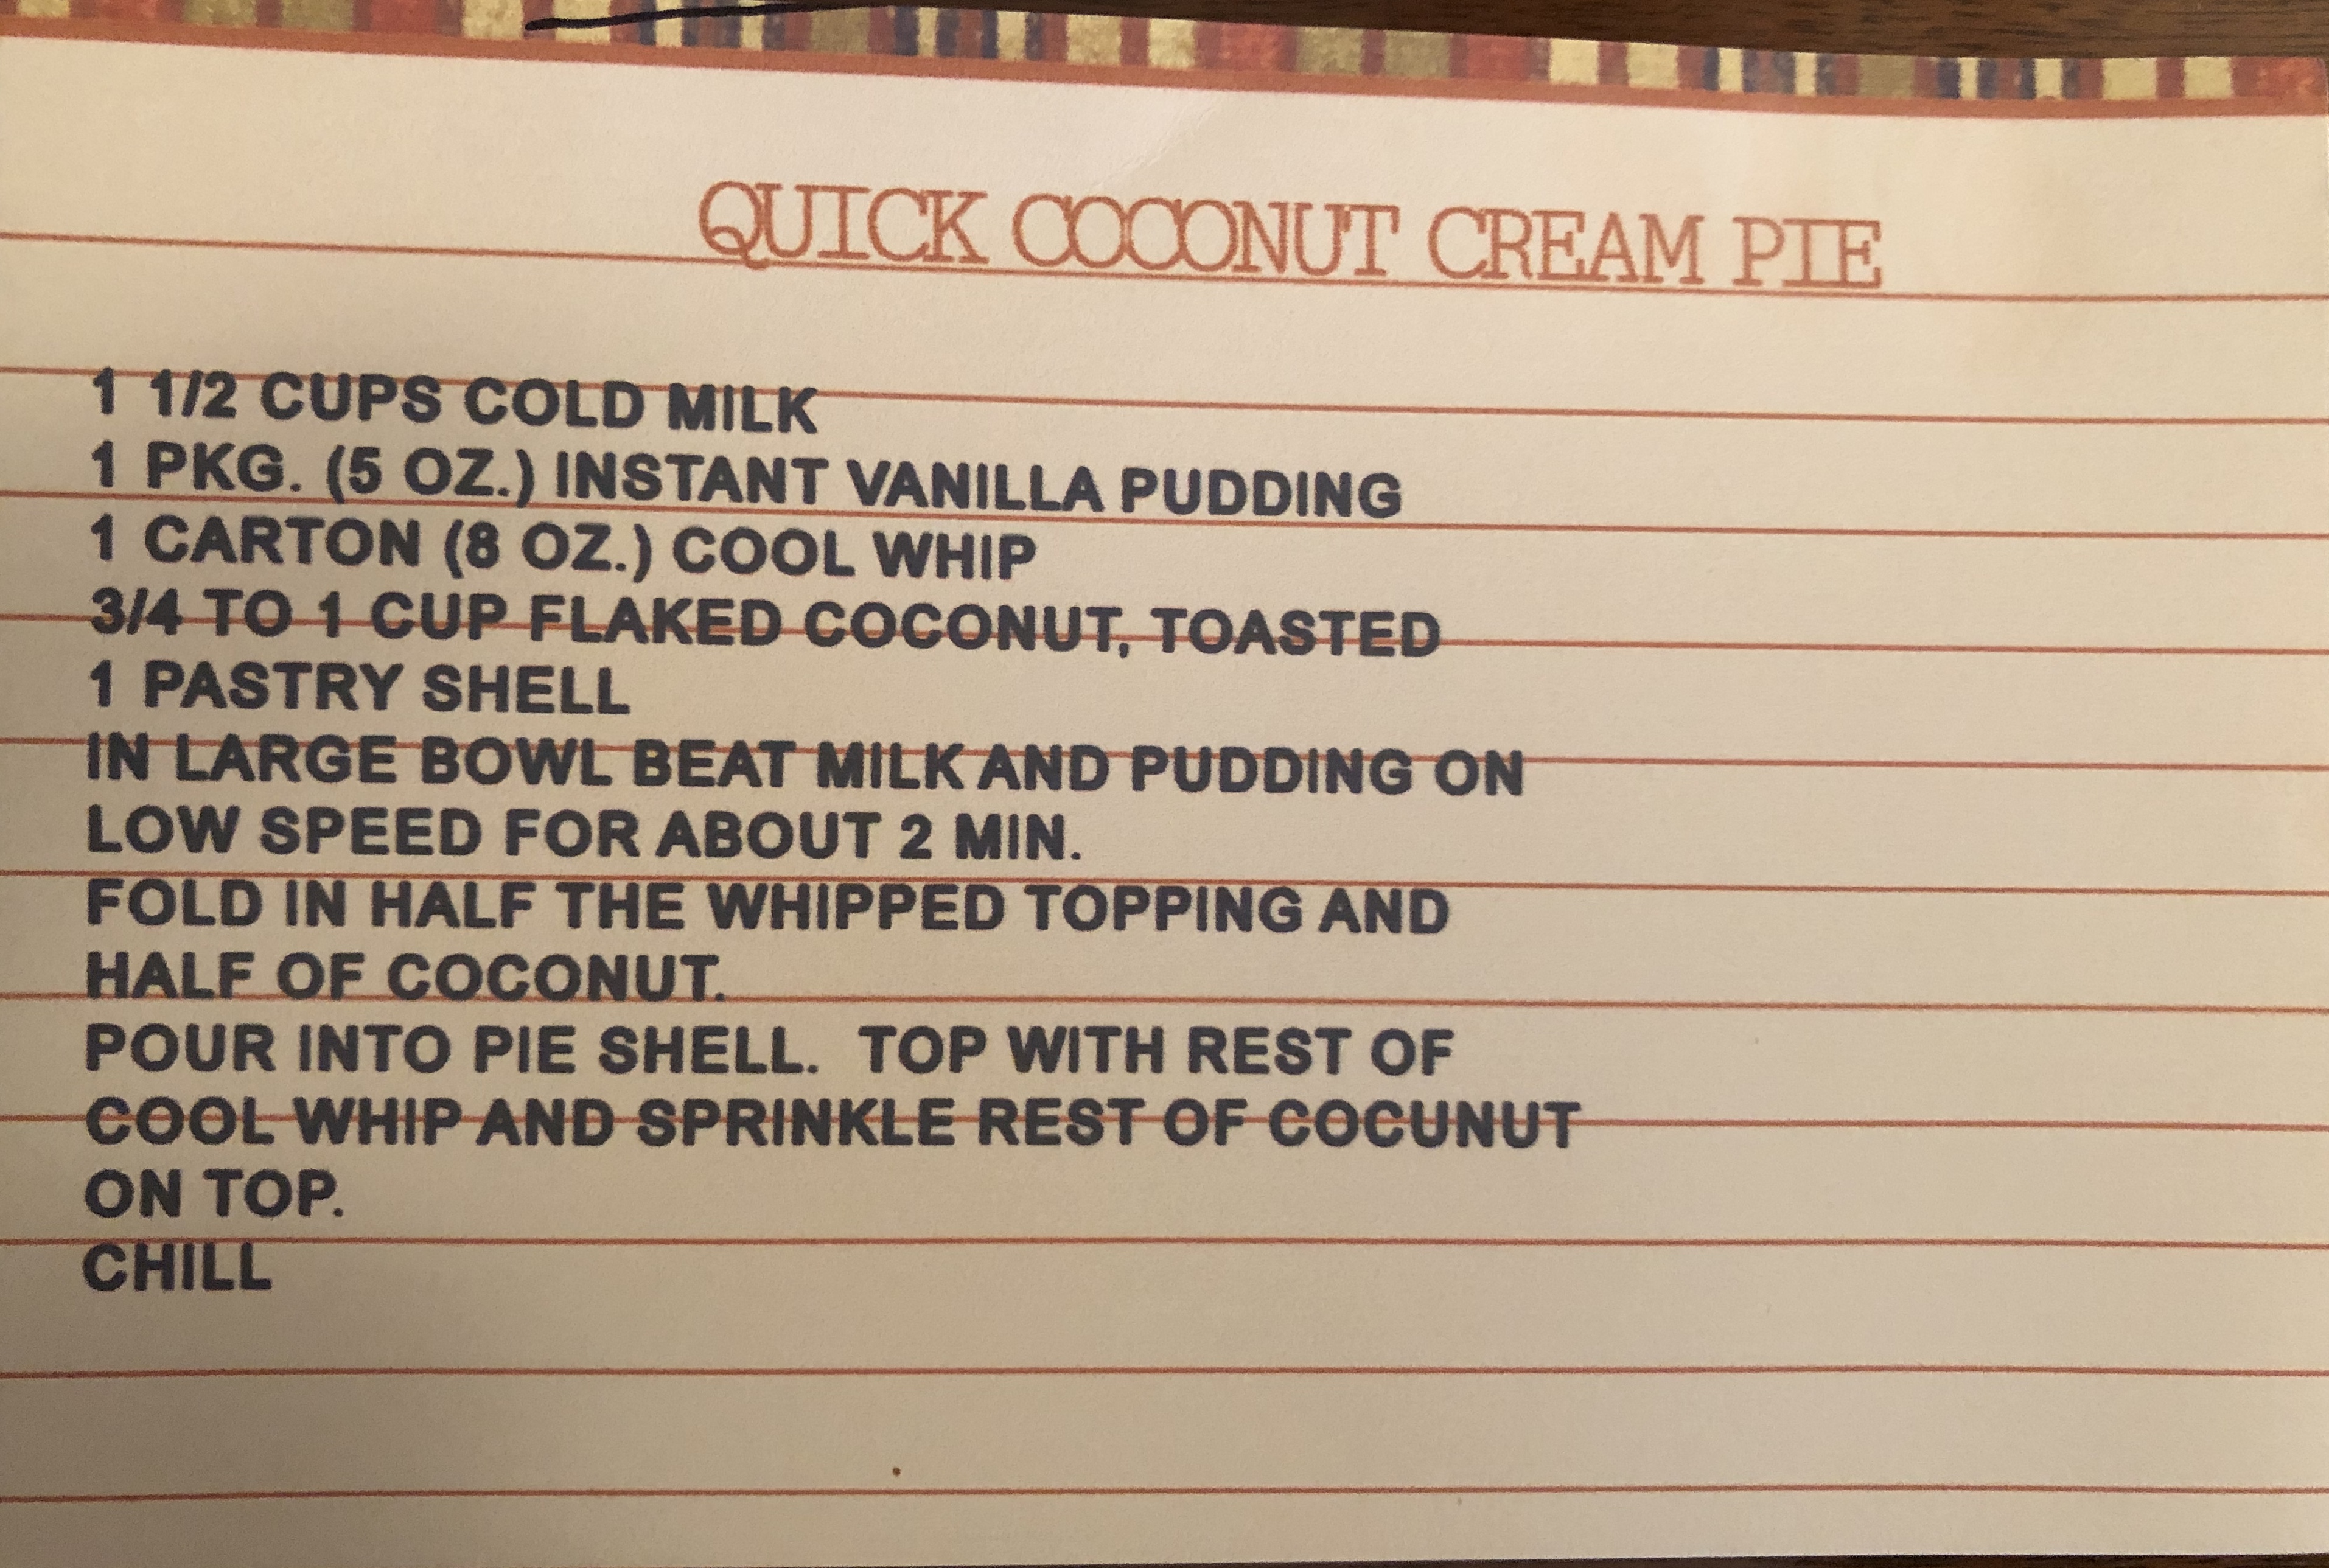 QUICK COCONUT CREAM PIE
1 1/2 CUPS COLD MILK
1 PKG. (5 OZ.) INSTANT VANILLA PUDDING
1 CARTON (8 OZ.) COOL WHIP
3/4 TO 1 CUP FLAKED COCONUT, TOASTED
1 PASTRY SHELL
IN LARGE BOWL BEAT MILK AND PUDDING ON
LOW SPEED FOR ABOUT 2 MIN.
FOLD IN HALF THE WHIPPED TOPPING AND
HALF OF COCONUT.
POUR INTO PIE SHELL.  TOP WITH REST OF
COOL WHIP AND SPRINKLE REST OF COCUNUT
ON TOP.
CHILL